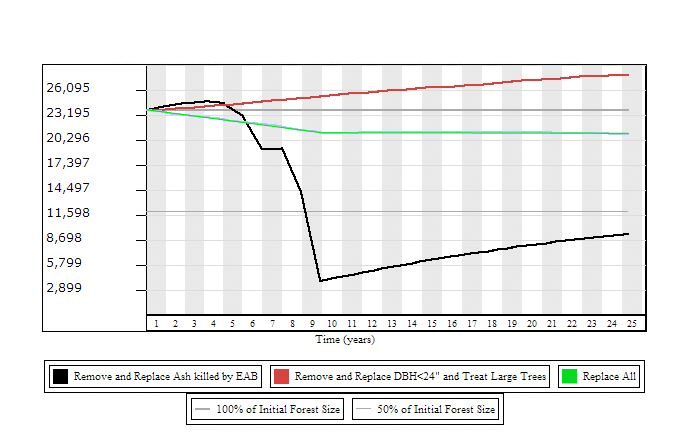 26,095
23,195
20,296
17,397
14,497
11,598
8,698
5,799
2,899
1 2 3 4 5 6 7 8 9 10 11 12 13 14 15 16 17 18 19 20 21 22 23 24 25
Time (years)
Remove and Replace Ash killed by EAB Remove and Replace DBH<24" and Treat Large Trees Replace All
100% of Initial Forest Size 50% of Initial Forest Size